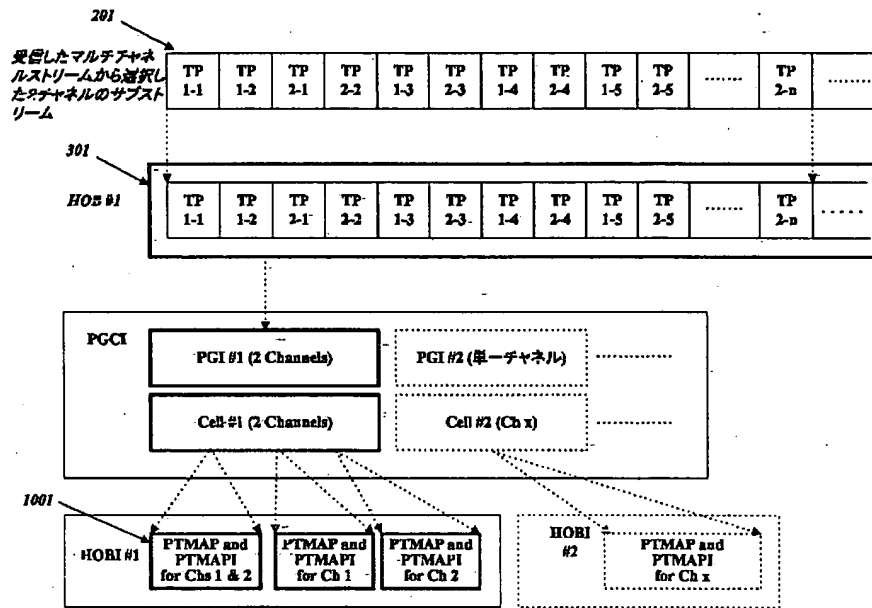 201
受信したマルチチャネ
ルストリームから選択し
た2チャネルのサブスト
リーム
TP 1-1 TP 1-2 TP 2-1 TP 2-2 TP 1-3 TP 2-3 TP 1-4 TP 2-4 TP 1-5 TP 2-5 ........ TP 2-n ........
301
HOB #1
TP 1-1 TP 1-2 TP 2-1 TP 2-2 TP 1-3 TP 2-3 TP 1-4 TP 2-4 TP 1-5 TP 2-5 ........ TP 2-n .....
PGCI
PGI #1 (2 Channels)
PGI #2 (単一チャネル)
Cell #1 (2 Channels)
Cell #2 (Ch x)
1001
HOBI #1
PTMAP and
PTMAPI
for Chs 1 & 2
PTMAP and
PTMAPI
for Ch 1
PTMAP and
PTMAPI
for Ch 2
HOBI
#2
PTMAP and
PTMAPI
for Ch x